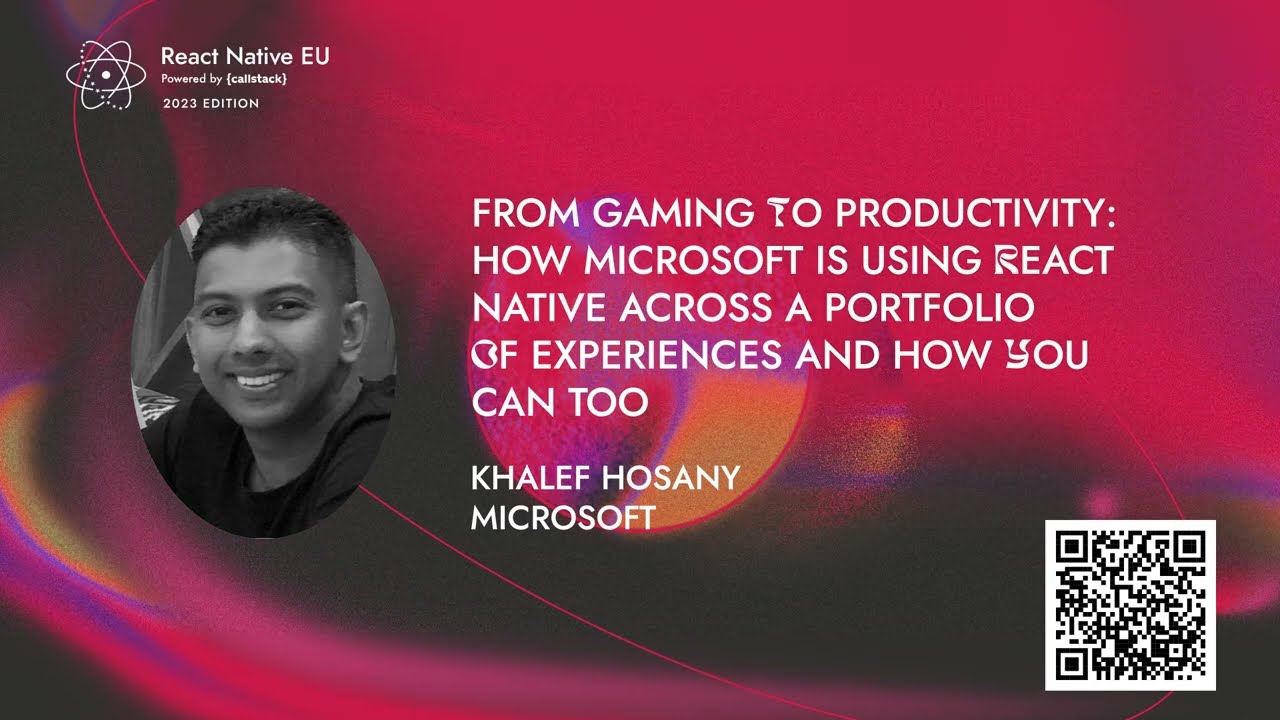 React Native EU
Powered by {callstack}
2023 EDITION
FROM GAMING TO PRODUCTIVITY:
HOW MICROSOFT IS USING REACT
NATIVE ACROSS A PORTFOLIO
OF EXPERIENCES AND HOW YOU
CAN TOO
KHALEF HOSANY
MICROSOFT